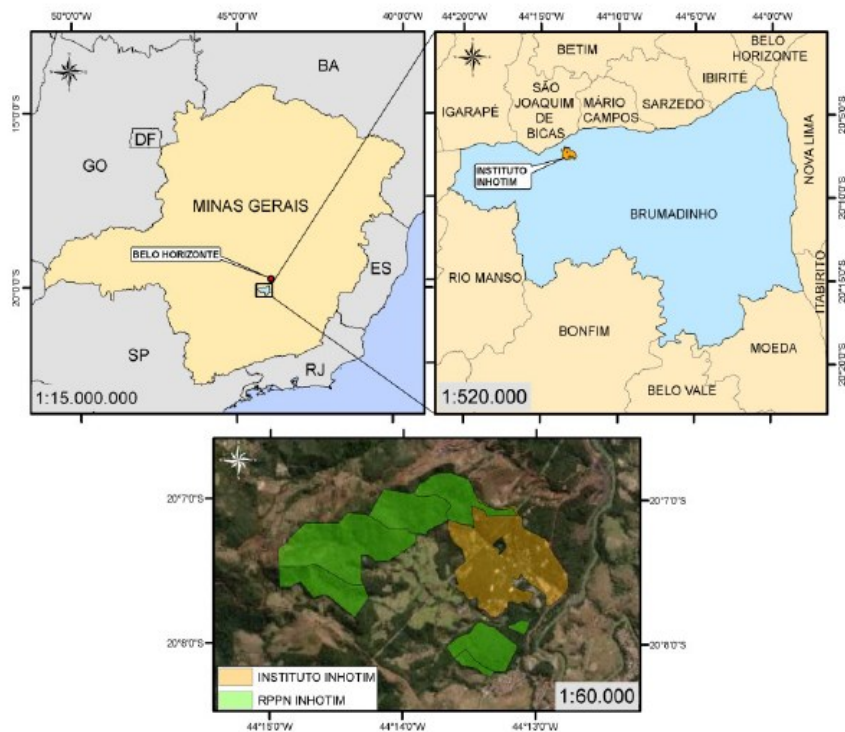 50°0'0"W
45°0'0"W
40°0'0"W
15°0'0"S
20°0'0"S
BA
DF
GO
MINAS GERAIS
BELO HORIZONTE
ES
SP
RJ
1:15.000.000
44°20'0"W
44°15'0"W
44°10'0"W
44°5'0"W
44°0'0"W
BETIM
BELO
HORIZONTE
IBIRITÉ
SÃO
JOAQUIM
DE
BICAS
MÁRIO
CAMPOS
SARZEDO
IGARAPÉ
NOVA LIMA
INSTITUTO
INHOTIM
BRUMADINHO
RIO MANSO
ITABIRITO
BONFIM
MOEDA
BELO VALE
1:520.000
20°5'0"S
20°10'0"S
20°15'0"S
20°20'0"S
20°7'0"S
20°7'0"S
20°8'0"S
20°8'0"S
INSTITUTO INHOTIM
RPPN INHOTIM
1:60.000
44°15'0"W
44°14'0"W
44°13'0"W